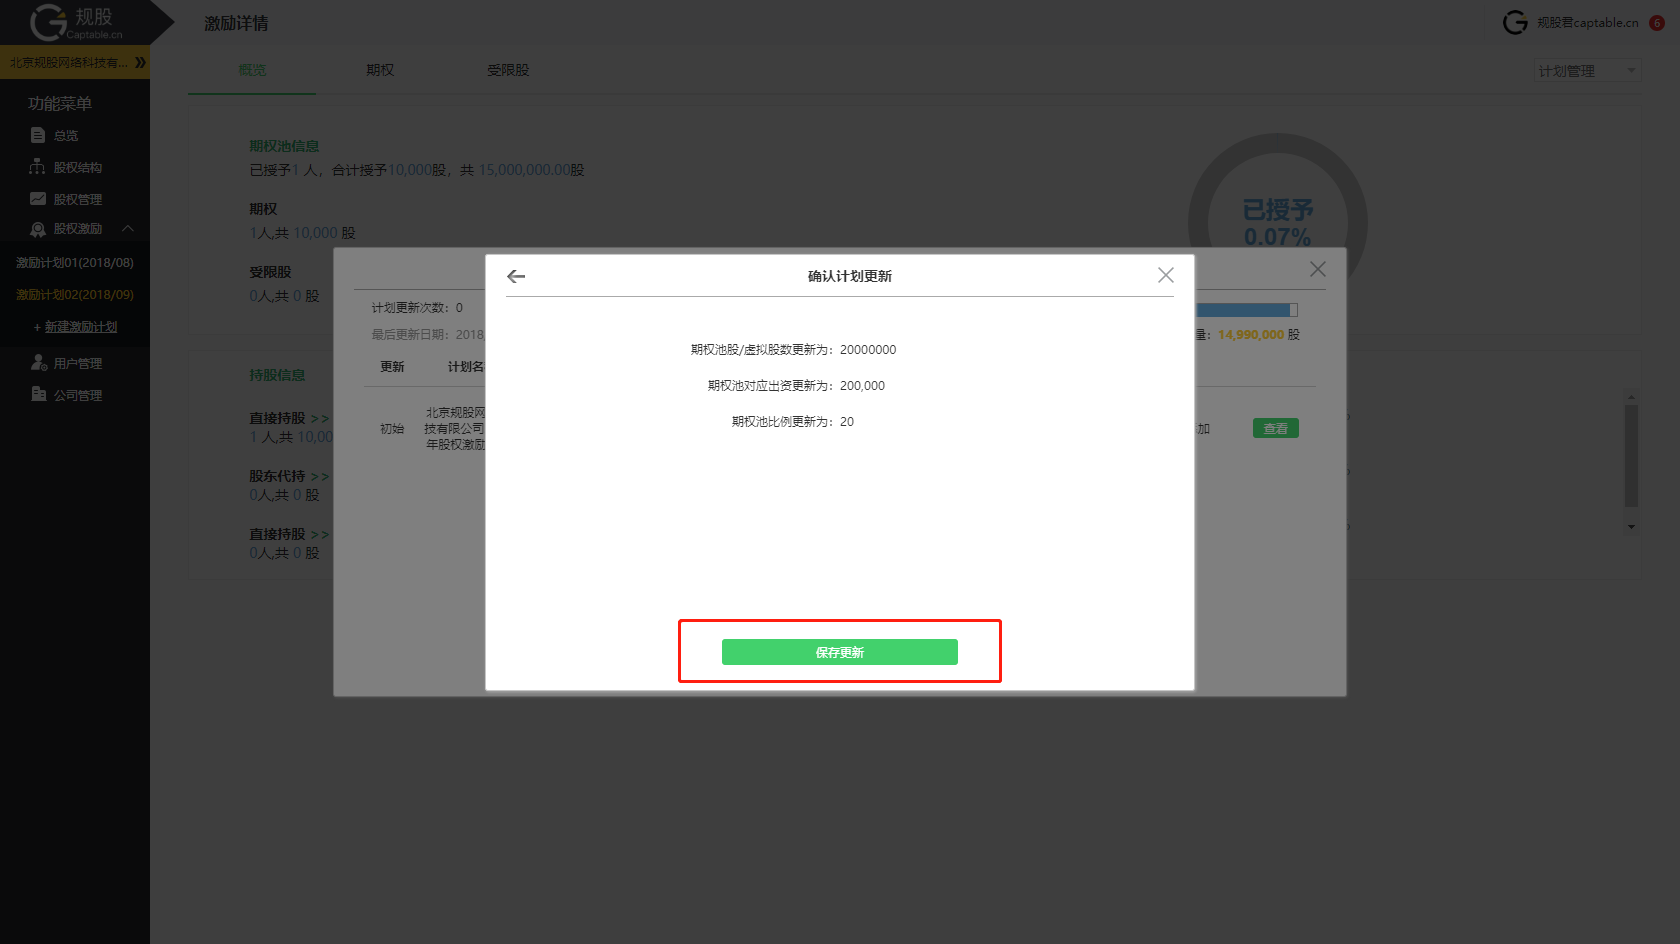 规股
Captable.cn
激励详情
规股君captable.cn
6
北京规股网络科技有...
概览
期权
受限股
计划管理
功能菜单
总览
股权结构
股权管理
股权激励
激励计划01(2018/08)
激励计划02(2018/09)
+ 新建激励计划
用户管理
公司管理
期权池信息
已授予1 人，合计授予10,000股，共 15,000,000.00股
期权
1人,共 10,000 股
受限股
0人,共 0 股
已授予
0.07%
持股信息
直接持股 >>
1 人,共 10,00
股东代持 >>
0人,共 0 股
直接持股 >>
0人,共 0 股
计划更新次数：0
最后更新日期：2018
量：14,990,000 股
更新
计划名
初始
北京规股网
技有限公司
年股权激励
加
查看
确认计划更新
期权池股/虚拟股数更新为：20000000
期权池对应出资更新为：200,000
期权池比例更新为：20
保存更新